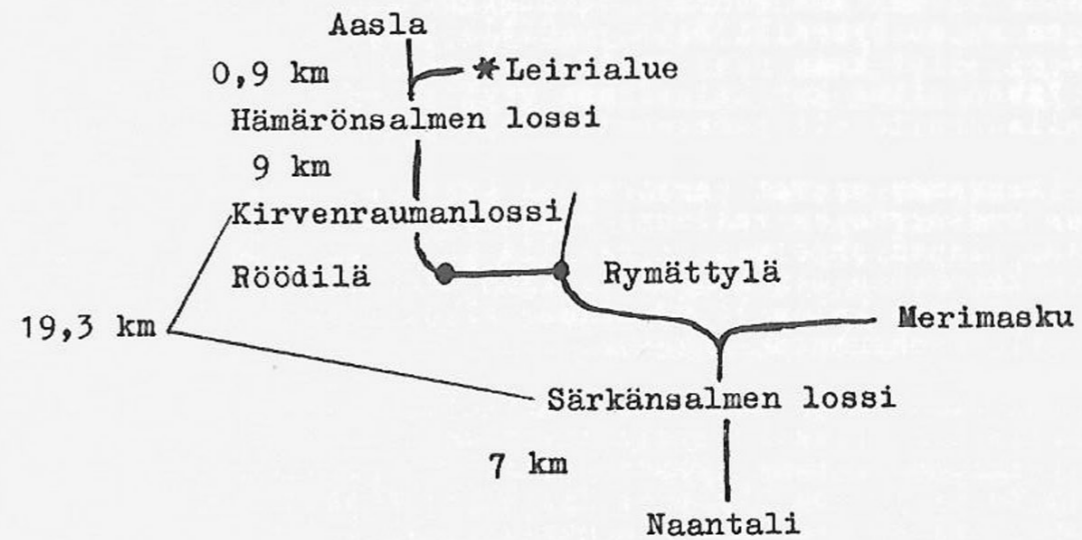 Aasla
0,9 km
*Leirialue
Hämärönsalmen lossi
9 km
Kirvenraumanlossi
Röödilä
Rymättylä
19,3 km
Merimasku
Särkänsalmen lossi
7 km
Naantali